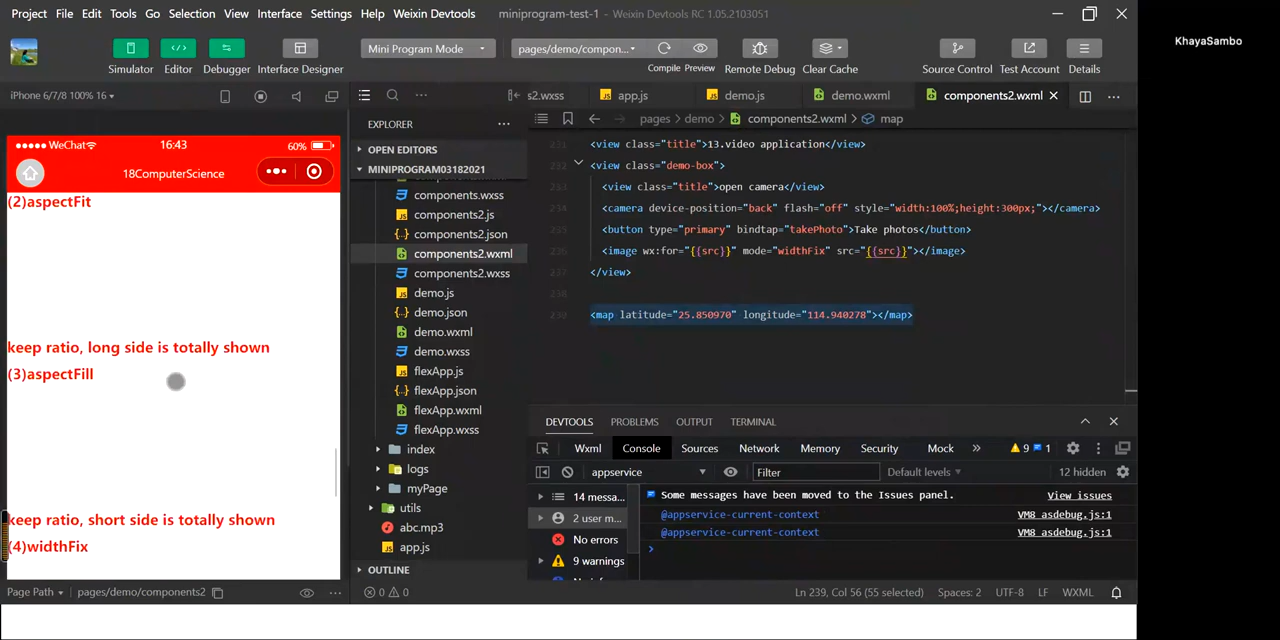 Project File Edit Tools Go Selection View Interface Settings Help Weixin Devtools miniprogram-test-1 Weixin Devtools RC 1.05.2103051
Mini Program Mode pages/demo/compon...
Simulator Editor Debugger Interface Designer Compile Preview Remote Debug Clear Cache Source Control Test Account Details
iPhone 6/7/8 100% 16
s2.wxss app.js demo.js demo.wxml components2.wxml
EXPLORER
pages demo components2.wxml map
OPEN EDITORS
MINIPROGRAM03182021
components.wxss
components2.js
components2.json
components2.wxml
components2.wxss
demo.js
demo.json
demo.wxml
demo.wxss
flexApp.js
flexApp.json
flexApp.wxml
flexApp.wxss
index
logs
myPage
utils
abc.mp3
app.js
OUTLINE
WeChat 16:43 60%
18ComputerScience
(2)aspectFit
keep ratio, long side is totally shown
(3)aspectFill
keep ratio, short side is totally shown
(4)widthFix
231 <view class="title">13.video application</view>
232 <view class="demo-box">
233 <view class="title">open camera</view>
234 <camera device-position="back" flash="off" style="width:100%;height:300px;"></camera>
235 <button type="primary" bindtap="takePhoto">Take photos</button>
236 <image wx:for="{{src}}" mode="widthFix" src="{{src}}"></image>
237 </view>
238
239 <map latitude="25.850970" longitude="114.940278"></map>
DEVTOOLS PROBLEMS OUTPUT TERMINAL
Wxml Console Sources Network Memory Security Mock 9 1
appservice Filter Default levels 12 hidden
14 messa...
2 user m...
No errors
9 warnings
Some messages have been moved to the Issues panel. View issues
@appservice-current-context VM8 asdebug.js:1
@appservice-current-context VM8 asdebug.js:1
Page Path pages/demo/components2 0 0 Ln 239, Col 56 (55 selected) Spaces: 2 UTF-8 LF WXML
KhayaSambo